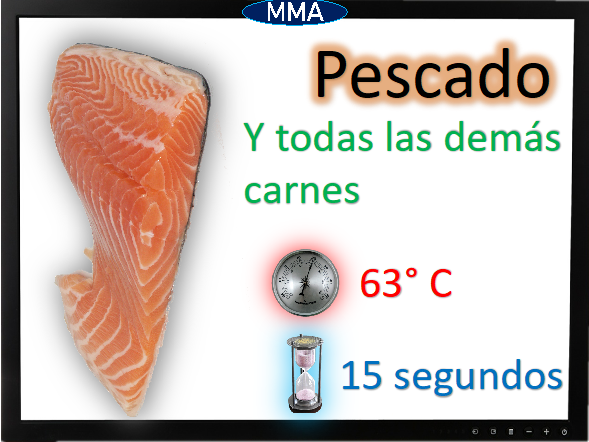 MMA
Pescado
Y todas las demás
carnes
63° C
15 segundos